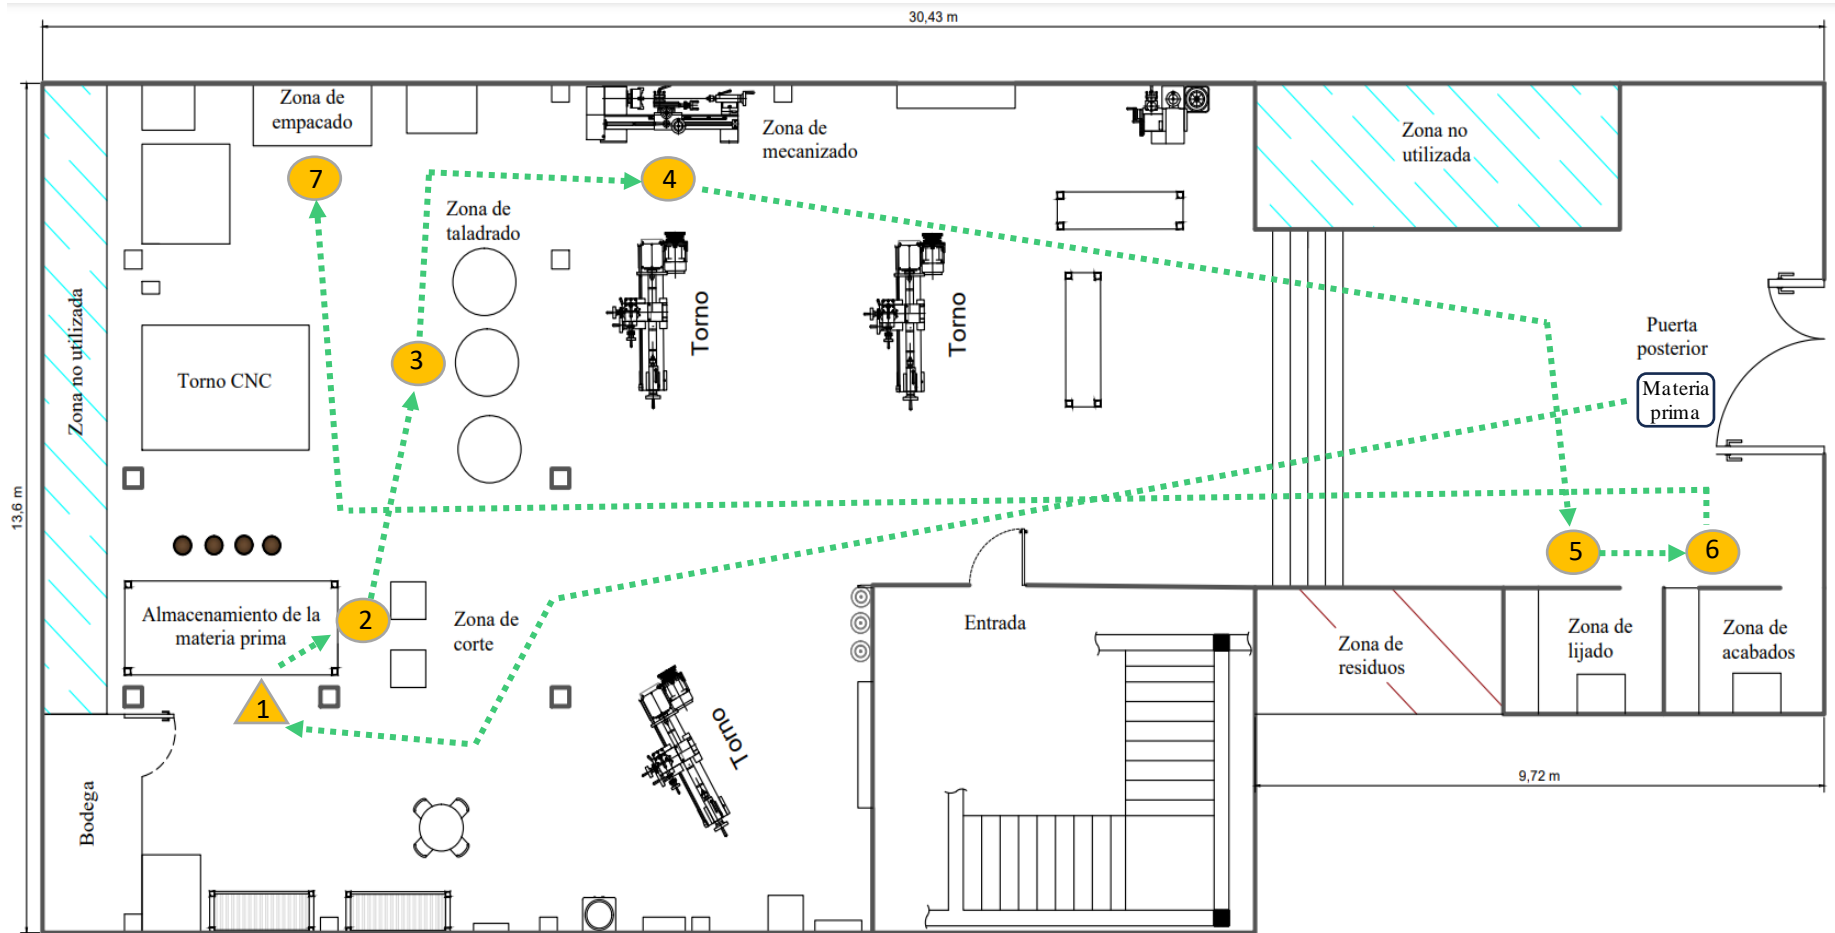 30,43 m
Zona de
empacado
Zona de
mecanizado
Zona no
utilizada
7
4
Zona de
taladrado
Torno
Torno
Zona no utilizada
Torno CNC
3
Puerta
posterior
Materia
prima
13,6 m
5
6
Almacenamiento de la
materia prima
2
Zona de
corte
Entrada
Zona de
residuos
Zona de
lijado
Zona de
acabados
1
Torno
9,72 m
Bodega